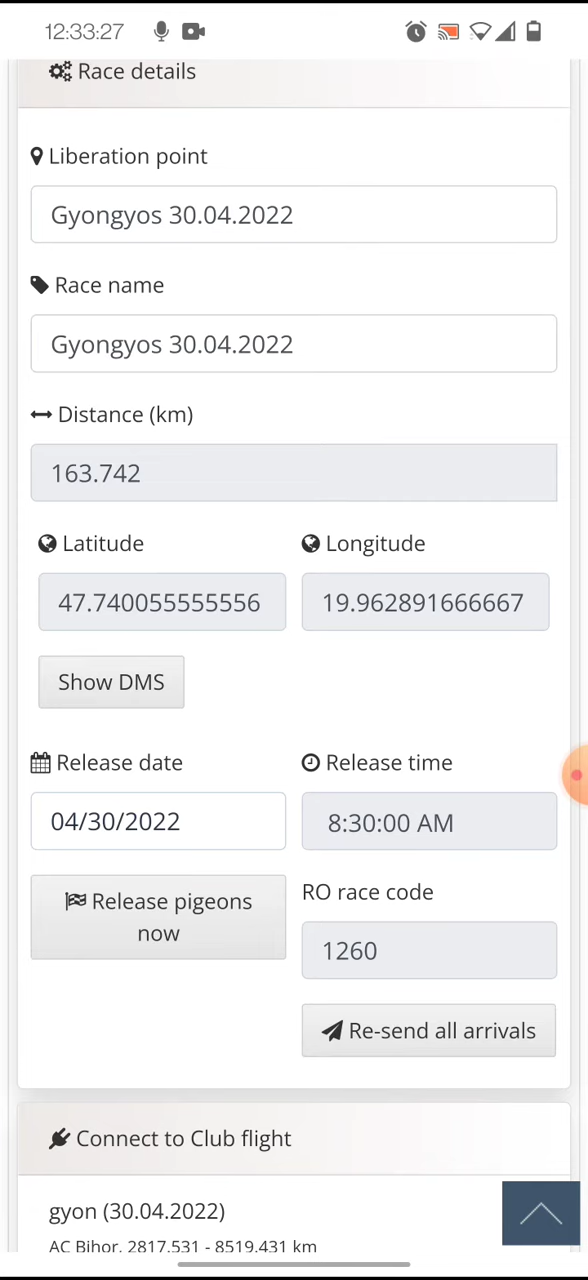 12:33:27
Race details
Liberation point
Gyongyos 30.04.2022
Race name
Gyongyos 30.04.2022
Distance (km)
163.742
Latitude
Longitude
47.740055555556
19.962891666667
Show DMS
Release date
Release time
04/30/2022
8:30:00 AM
Release pigeons
now
RO race code
1260
Re-send all arrivals
Connect to Club flight
gyon (30.04.2022)
AC Bihor, 2817.531 - 8519.431 km